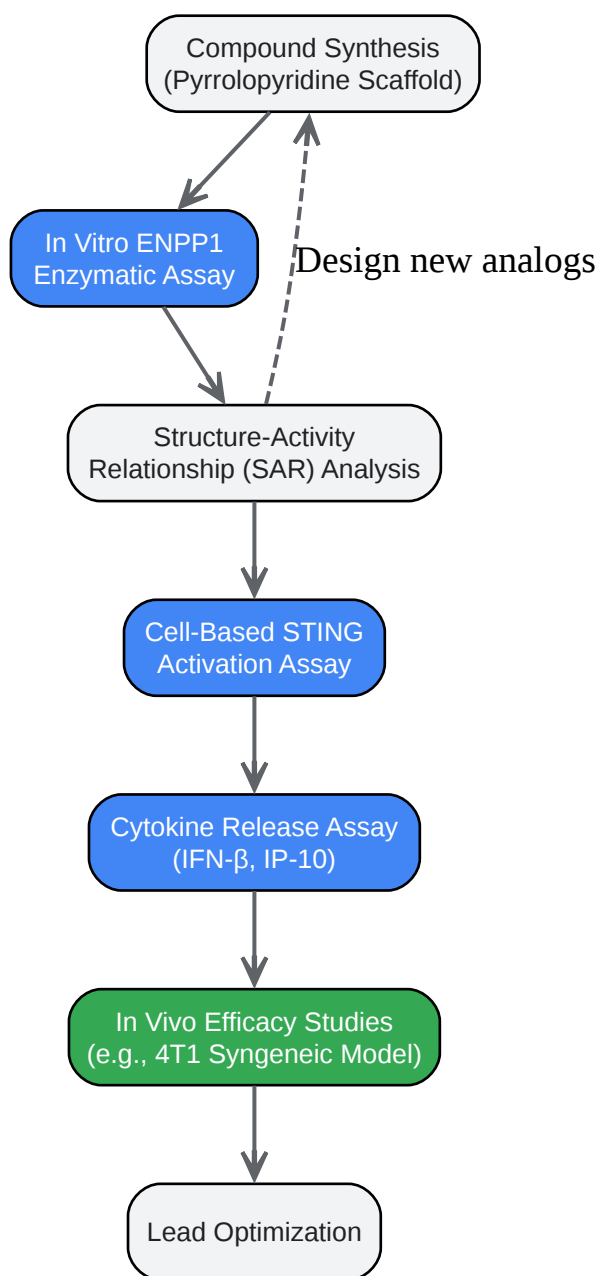 Compound Synthesis
(Pyrrolopyridine Scaffold)
In Vitro ENPP1
Enzymatic Assay
Design new analogs
Structure-Activity
Relationship (SAR) Analysis
Cell-Based STING
Activation Assay
Cytokine Release Assay
(IFN-β, IP-10)
In Vivo Efficacy Studies
(e.g., 4T1 Syngeneic Model)
Lead Optimization